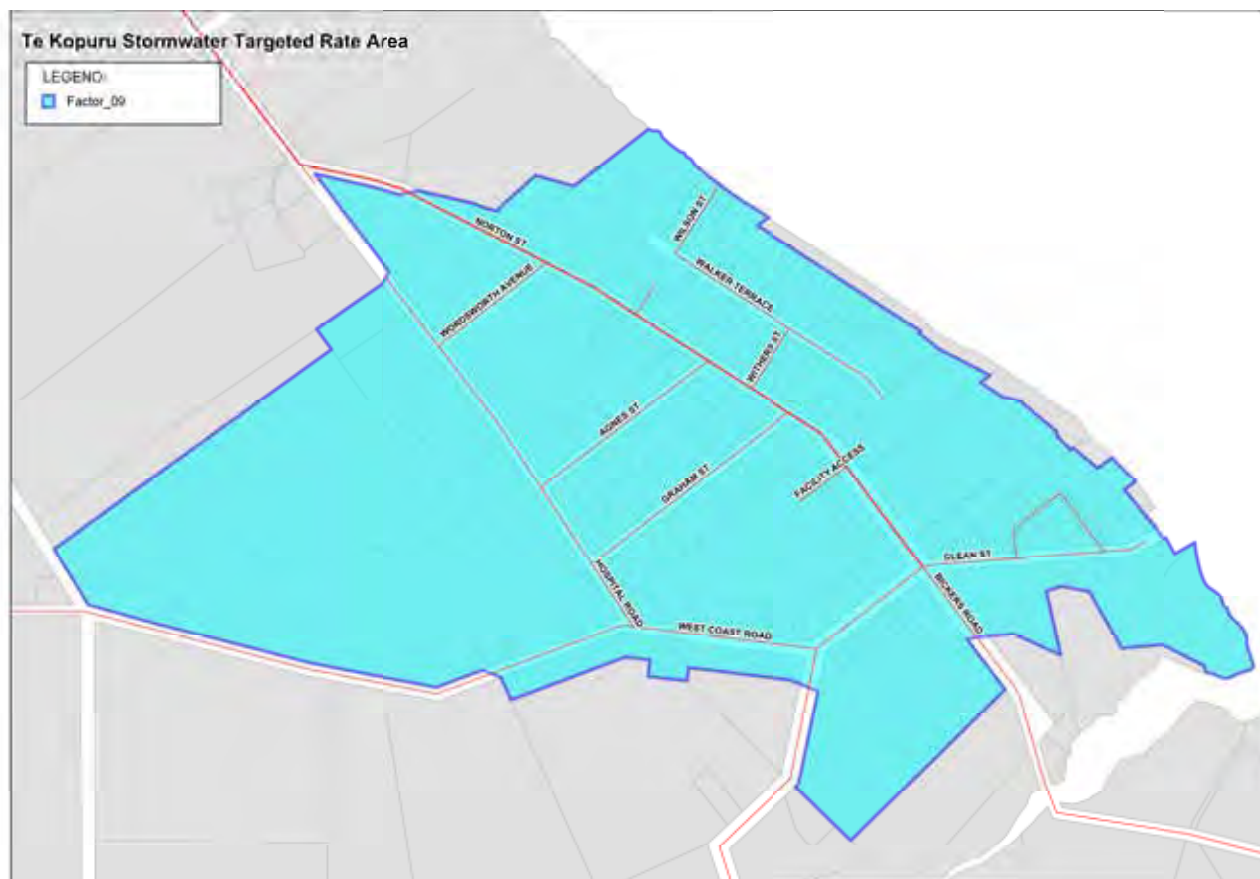 Te Kopuru Stormwater Targeted Rate Area
LEGEND:
Factor_09
WILSON ST
NORTON ST
WALKER TERRACE
WORDSWORTH AVENUE
WITHERS ST
AGNES ST
FACILITY ACCESS
GRAHAM ST
CLEAN ST
HOSPITAL ROAD
BICKERS ROAD
WEST COAST ROAD